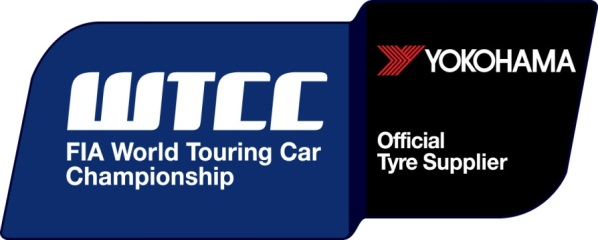 WTCC
FIA World Touring Car
Championship
YOKOHAMA
Official
Tyre Supplier